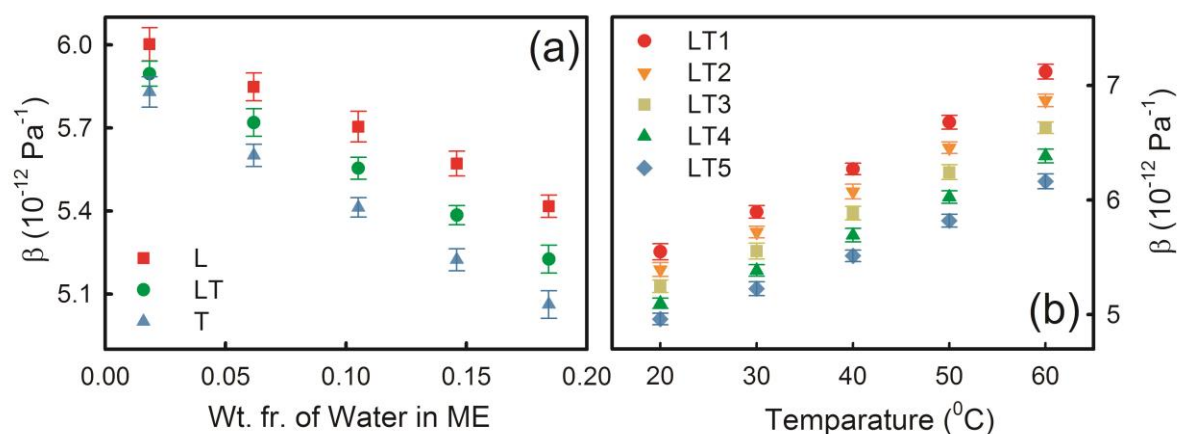 (a)
6.0
5.7
5.4
5.1
β (10⁻¹² Pa⁻¹)
L
LT
T
0.00 0.05 0.10 0.15 0.20
Wt. fr. of Water in ME
LT1
LT2
LT3
LT4
LT5
7
6
5
β (10⁻¹² Pa⁻¹)
(b)
20 30 40 50 60
Temparature (⁰C)